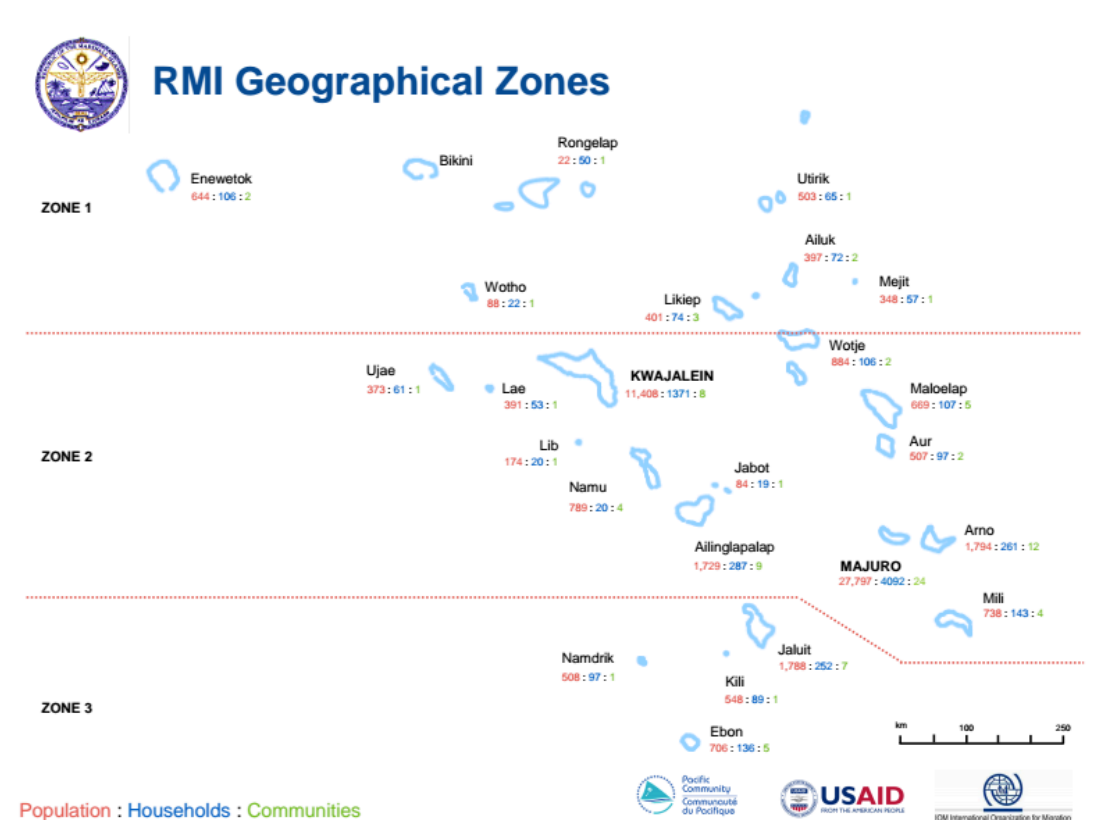 RMI Geographical Zones
Rongelap
22 : 50 : 1
Bikini
Enewetok
644 : 106 : 2
Utirik
503 : 65 : 1
ZONE 1
Ailuk
397 : 72 : 2
Mejit
348 : 57 : 1
Wotho
88 : 22 : 1
Likiep
401 : 74 : 3
Wotje
884 : 106 : 2
Ujae
373 : 61 : 1
KWAJALEIN
11,408 : 1371 : 8
Lae
391 : 53 : 1
Maloelap
669 : 107 : 5
Aur
507 : 97 : 2
Lib
174 : 20 : 1
ZONE 2
Jabot
84 : 19 : 1
Namu
789 : 20 : 4
Arno
1,794 : 261 : 12
Ailinglapalap
1,729 : 287 : 9
MAJURO
27,797 : 4092 : 24
Mili
738 : 143 : 4
Jaluit
1,788 : 252 : 7
Namdrik
508 : 97 : 1
Kili
548 : 89 : 1
ZONE 3
Ebon
706 : 136 : 5
km 100 250
Population : Households : Communities
Pacific
Community
Communauté
du Pacifique
USAID
FROM THE AMERICAN PEOPLE
IOM International Organization for Migration